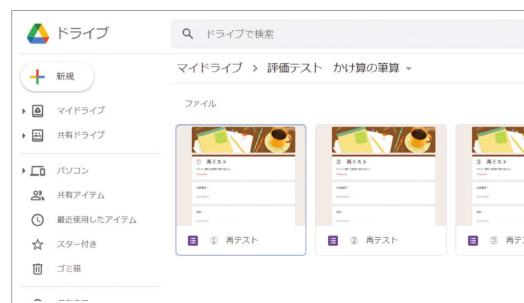 ドライブ
ドライブで検索
新規
マイドライブ > 評価テスト かけ算の筆算
ファイル
マイドライブ
共有ドライブ
パソコン
共有アイテム
最近使用したアイテム
スター付き
ゴミ箱
① 再テスト
② 再テスト
③ 再テ
① 再テスト
② 再テスト
③ 再テ